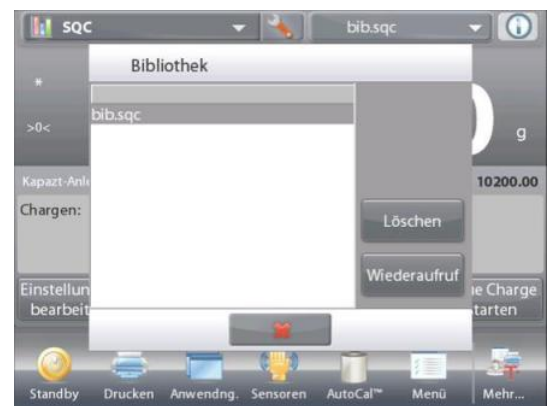 SQC
bib.sqc
Bibliothek
*
bib.sqc
>0<
g
Kapazt-Anl
10200.00
Chargen:
Löschen
Wiederaufruf
Einstellun
bearbeit
e Charge
tarten
Standby
Drucken
Anwendng.
Sensoren
AutoCal™
Menü
Mehr...